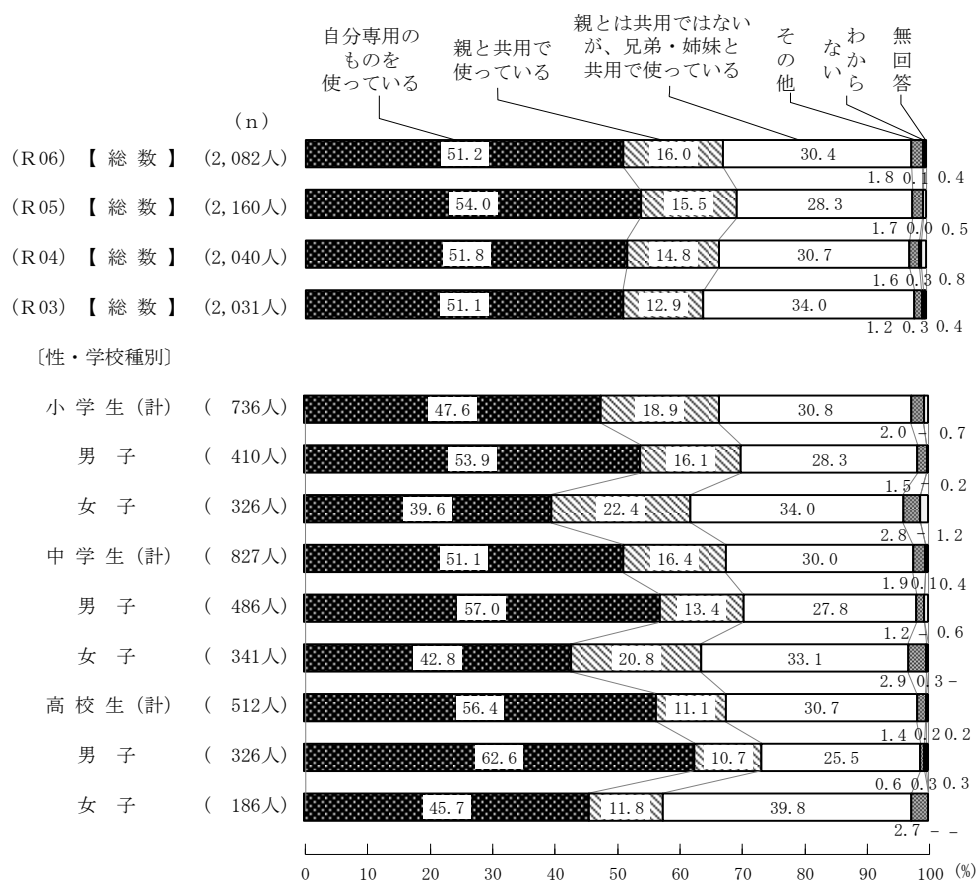 自分専用の
ものを
使っている
親と共用で
使っている
親とは共用ではない
が、兄弟・姉妹と
共用で使っている
その他
わから
ない
無回答
(n)
(R06) 【 総 数 】 (2,082人) 51.2 16.0 30.4
1.8 0.1 0.4
(R05) 【 総 数 】 (2,160人) 54.0 15.5 28.3
1.7 0.0 0.5
(R04) 【 総 数 】 (2,040人) 51.8 14.8 30.7
1.6 0.3 0.8
(R03) 【 総 数 】 (2,031人) 51.1 12.9 34.0
1.2 0.3 0.4
〔性・学校種別〕
小 学 生 (計) ( 736人) 47.6 18.9 30.8
2.0 - 0.7
男 子 ( 410人) 53.9 16.1 28.3
1.5 - 0.2
女 子 ( 326人) 39.6 22.4 34.0
2.8 - 1.2
中 学 生 (計) ( 827人) 51.1 16.4 30.0
1.9 0.1 0.4
男 子 ( 486人) 57.0 13.4 27.8
1.2 - 0.6
女 子 ( 341人) 42.8 20.8 33.1
2.9 0.3 -
高 校 生 (計) ( 512人) 56.4 11.1 30.7
1.4 0.2 0.2
男 子 ( 326人) 62.6 10.7 25.5
0.6 0.3 0.3
女 子 ( 186人) 45.7 11.8 39.8
2.7 - -
0 10 20 30 40 50 60 70 80 90 100 (%)